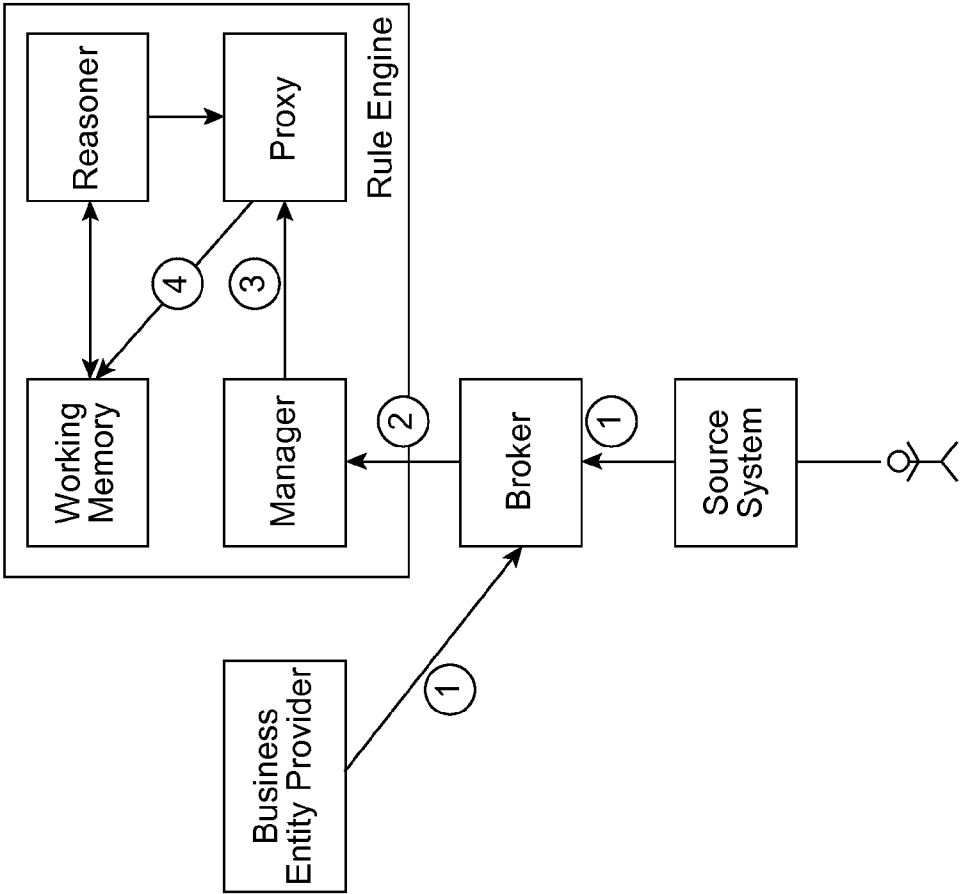 Working
Memory
Reasoner
4
Business
Entity Provider
Manager
3
Proxy
Rule Engine
2
1
Broker
1
Source
System